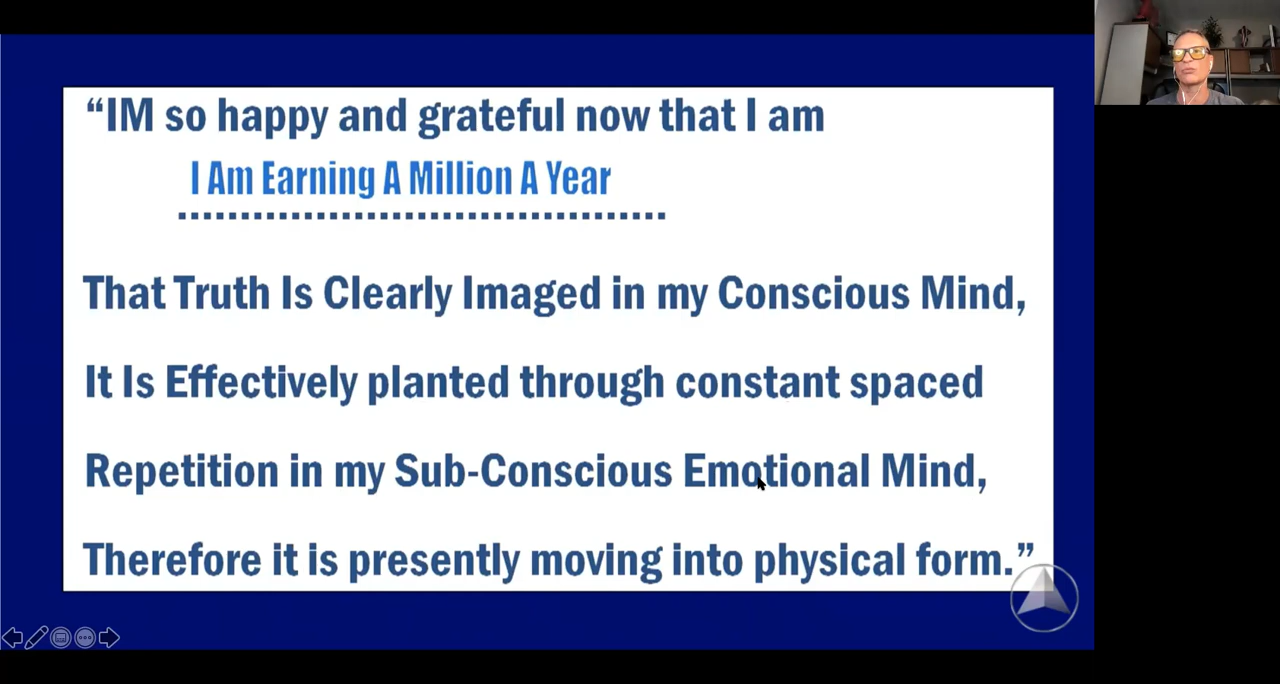 “IM so happy and grateful now that I am
I Am Earning A Million A Year
That Truth Is Clearly Imaged in my Conscious Mind,
It Is Effectively planted through constant spaced
Repetition in my Sub-Conscious Emotional Mind,
Therefore it is presently moving into physical form.”